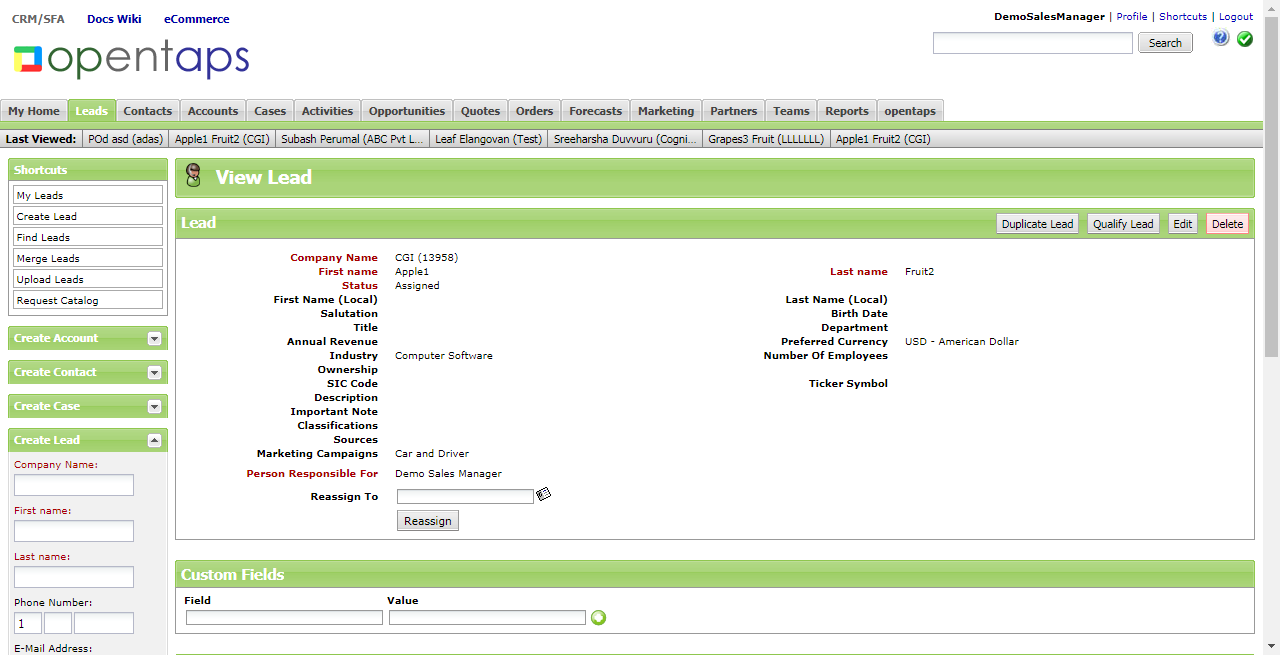 CRM/SFA Docs Wiki eCommerce
DemoSalesManager | Profile | Shortcuts | Logout
opentaps
Search
My Home Leads Contacts Accounts Cases Activities Opportunities Quotes Orders Forecasts Marketing Partners Teams Reports opentaps
Last Viewed: POd asd (adas) Apple1 Fruit2 (CGI) Subash Perumal (ABC Pvt L... Leaf Elangovan (Test) Sreeharsha Duvvuru (Cogni... Grapes3 Fruit (LLLLLLL) Apple1 Fruit2 (CGI)
Shortcuts
My Leads
Create Lead
Find Leads
Merge Leads
Upload Leads
Request Catalog
Create Account
Create Contact
Create Case
Create Lead
Company Name:
First name:
Last name:
Phone Number:
1
E-Mail Address:
View Lead
Lead
Duplicate Lead Qualify Lead Edit Delete
Company Name CGI (13958)
First name Apple1 Last name Fruit2
Status Assigned
First Name (Local) Last Name (Local)
Salutation Birth Date
Title Department
Annual Revenue Preferred Currency USD - American Dollar
Industry Computer Software Number Of Employees
Ownership
SIC Code Ticker Symbol
Description
Important Note
Classifications
Sources
Marketing Campaigns Car and Driver
Person Responsible For Demo Sales Manager
Reassign To
Reassign
Custom Fields
Field Value